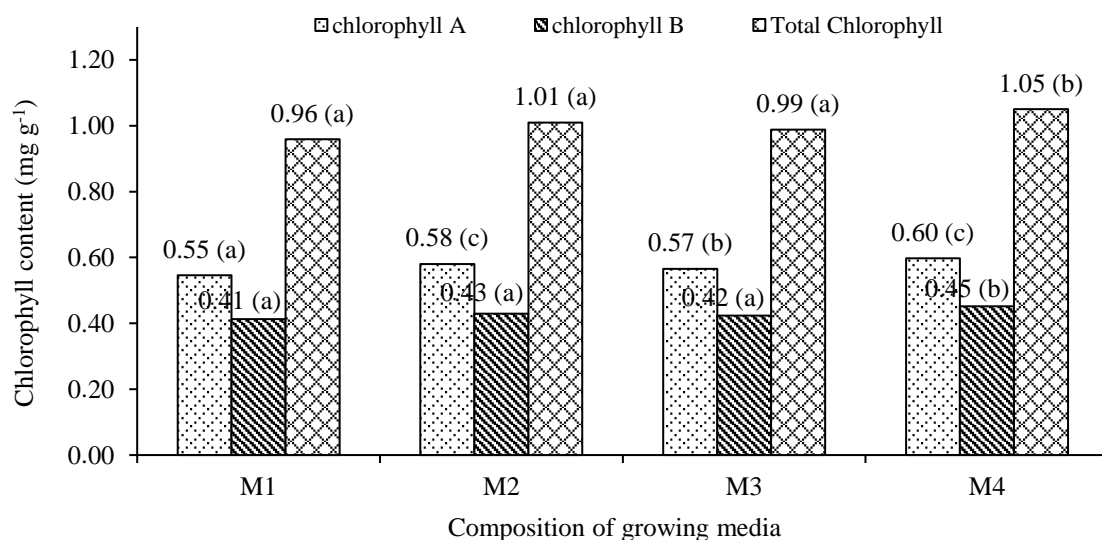 chlorophyll A chlorophyll B Total Chlorophyll
Chlorophyll content (mg g-1)
1.20
1.00
0.80
0.60
0.40
0.20
0.00
0.55 (a)
0.41 (a)
0.96 (a)
0.58 (c)
0.43 (a)
1.01 (a)
0.57 (b)
0.42 (a)
0.99 (a)
0.60 (c)
0.45 (b)
1.05 (b)
M1 M2 M3 M4
Composition of growing media